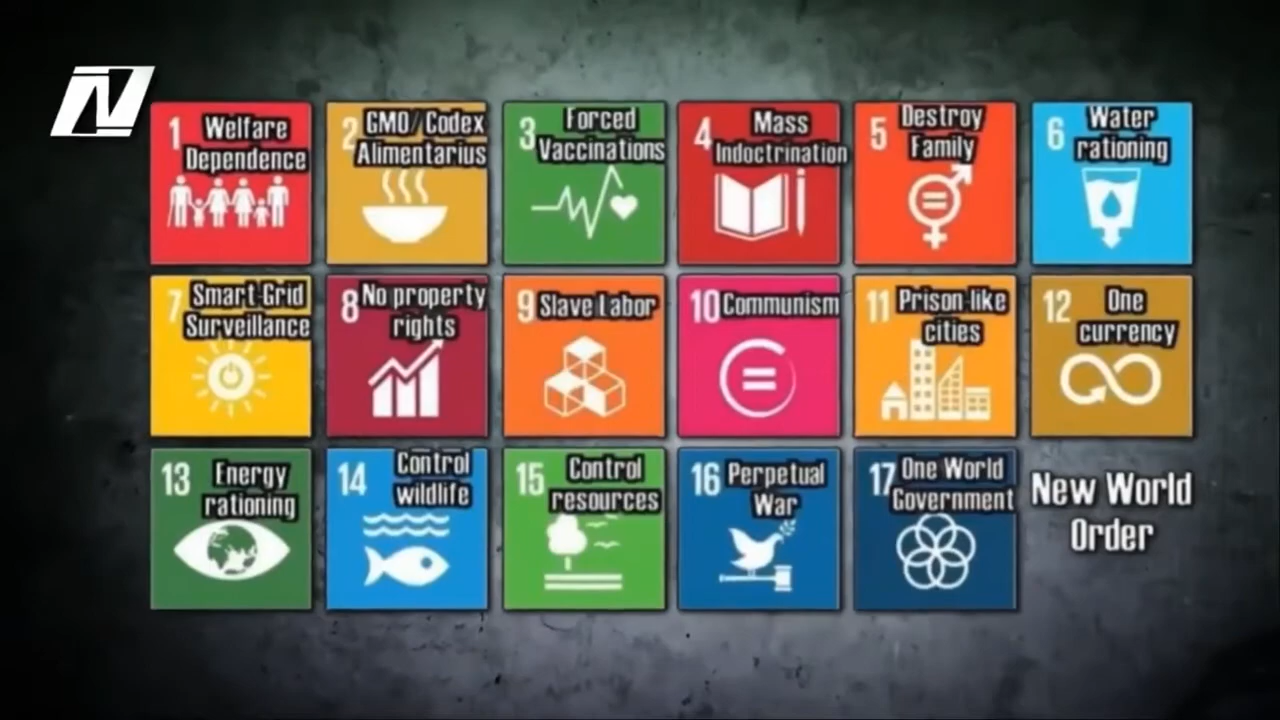 N
1 Welfare
Dependence
2 GMO/Codex
Alimentarius
3 Forced
Vaccinations
4 Mass
Indoctrination
5 Destroy
Family
6 Water
rationing
7 Smart Grid
Surveillance
8 No property
rights
9 Slave Labor
10 Communism
11 Prison-like
cities
12 One
currency
13 Energy
rationing
14 Control
wildlife
15 Control
resources
16 Perpetual
War
17 One World
Government
New World
Order